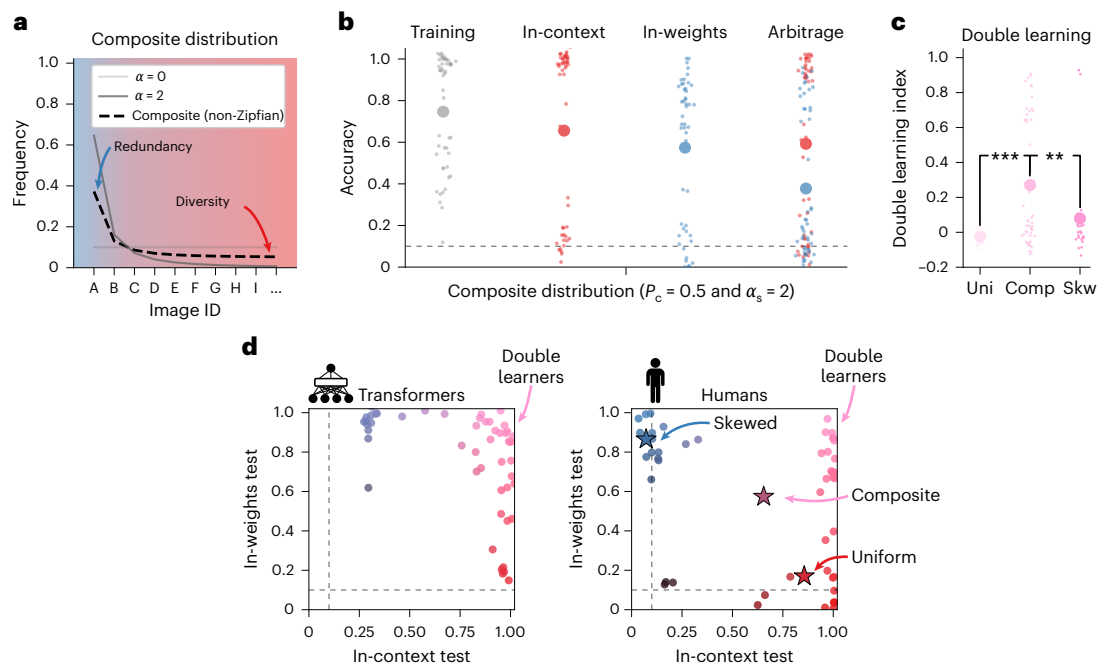 a
Composite distribution
1.0
0.8
0.6
0.4
0.2
0
Frequency
α = 0
α = 2
Composite (non-Zipfian)
Redundancy
Diversity
A B C D E F G H I ...
Image ID
b
Training In-context In-weights Arbitrage
1.0
0.8
0.6
0.4
0.2
0
Accuracy
Composite distribution (Pc = 0.5 and αs = 2)
c
Double learning
1.0
0.8
0.6
0.4
0.2
0
−0.2
Double learning index
*** **
Uni Comp Skw
d
Transformers
Double
learners
1.0
0.8
0.6
0.4
0.2
0
In-weights test
0 0.25 0.50 0.75 1.00
In-context test
Humans
Double
learners
Skewed
Composite
Uniform
1.0
0.8
0.6
0.4
0.2
0
In-weights test
0 0.25 0.50 0.75 1.00
In-context test